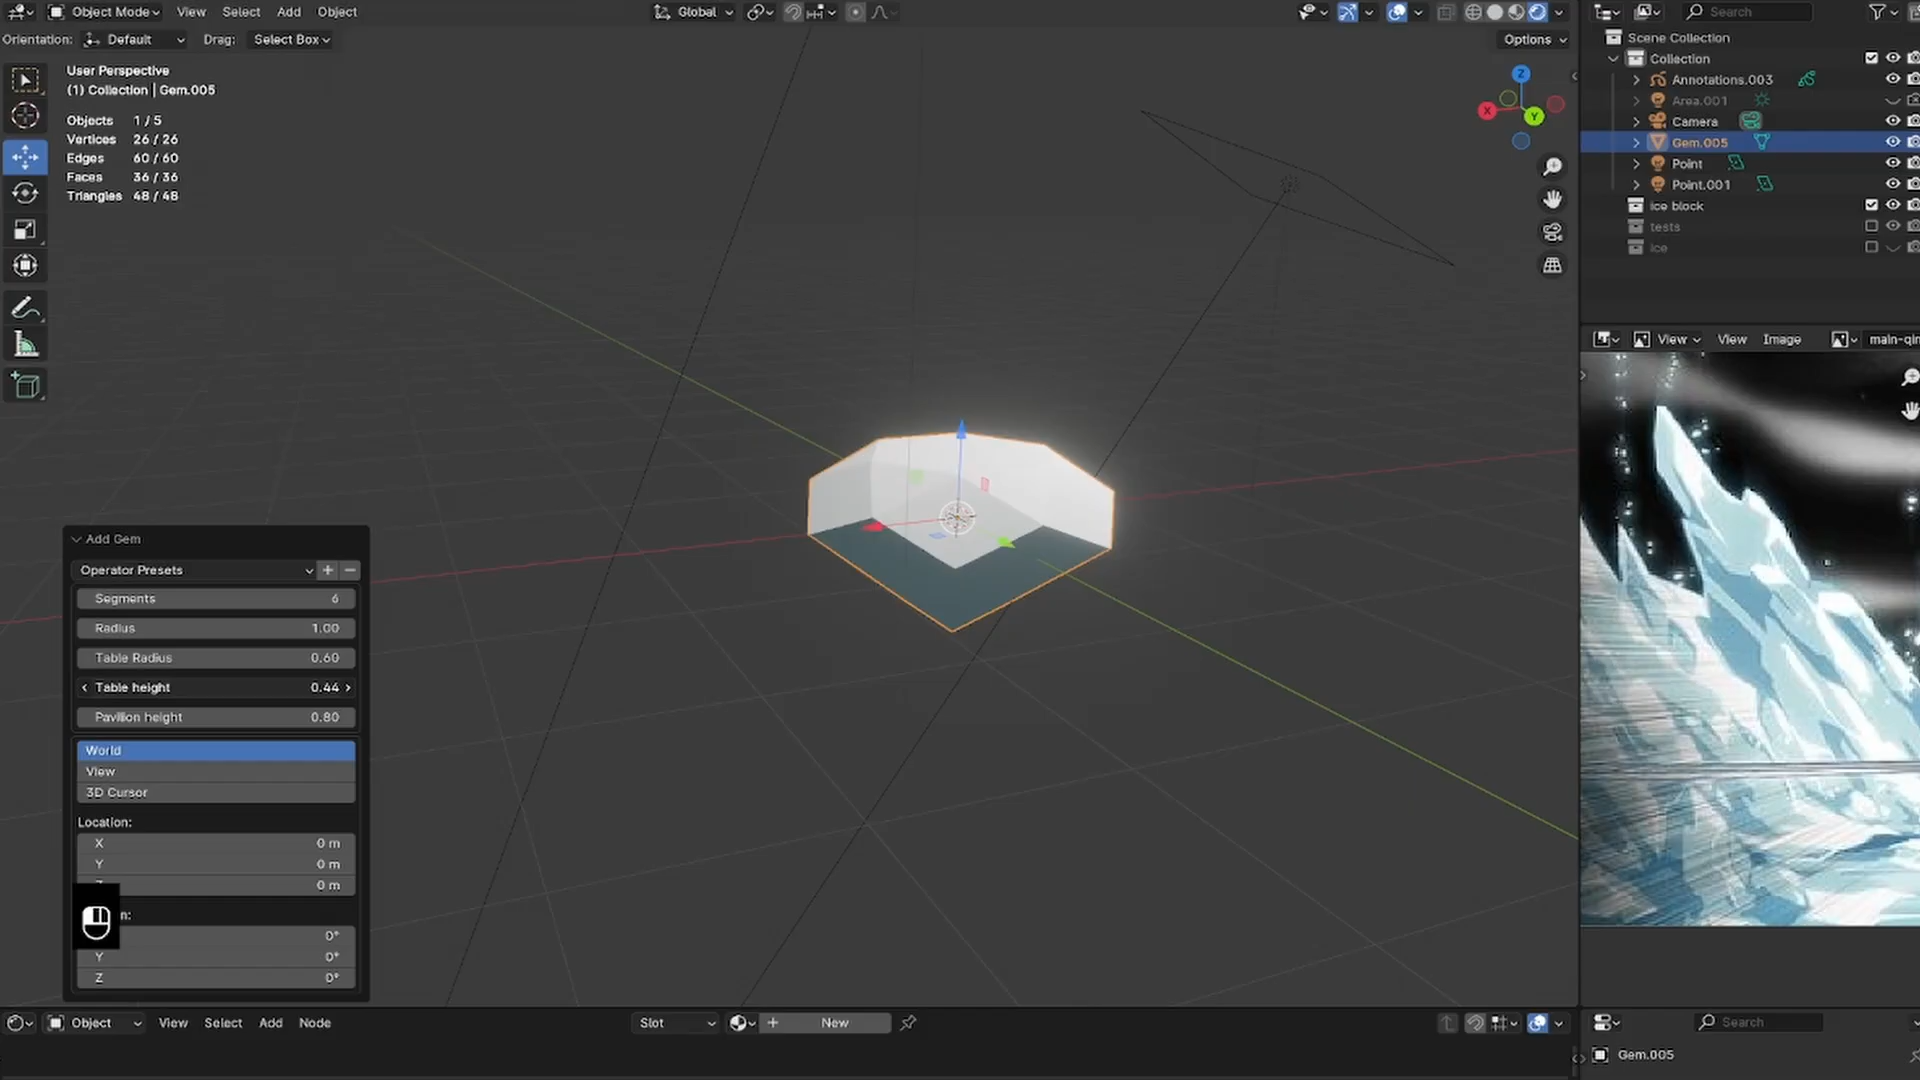 Object Mode View Select Add Object Global
Orientation: Default Drag: Select Box Options
User Perspective
(1) Collection | Gem.005
Objects 1 / 5
Vertices 26 / 26
Edges 60 / 60
Faces 36 / 36
Triangles 48 / 48
Z
X
Y
Add Gem
Operator Presets
Segments 6
Radius 1.00
Table Radius 0.60
Table height 0.44
Pavilion height 0.80
World
View
3D Cursor
Location:
X 0 m
Y 0 m
0 m
n:
0°
Y 0°
Z 0°
Object View Select Add Node Slot New
Search
Scene Collection
Collection
Annotations.003
Area.001
Camera
Gem.005
Point
Point.001
ice block
tests
ice
View View Image main-qim
Search
Gem.005